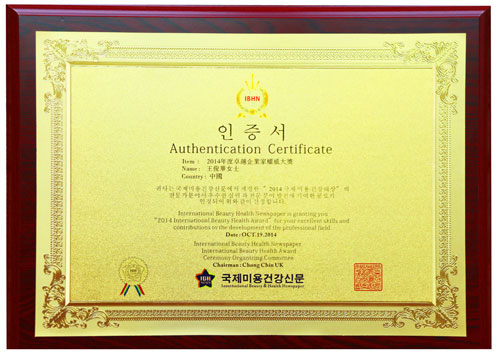 IBHN
인증서
Authentication Certificate
Item : 2014年度卓越企業家權威大獎
Name : 王俊華女士
Country : 中國
International Beauty Health Newspaper is granting you
"2014 International Beauty Health Award" for your excellent skills and
contributions to the development of the professional field.
Date : OCT.19.2014
International Beauty Health Newspaper
International Beauty Health Award
Ceremony Organizing Committee
Chairman : Chong Chin UK
IBH
국제미용건강신문
International Beauty & Health Newspaper